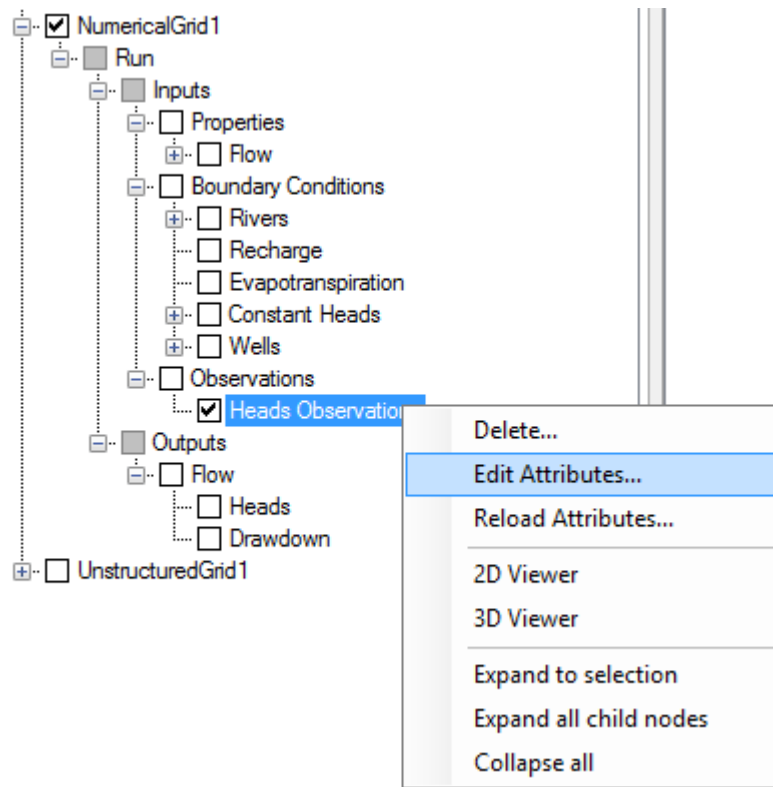 NumericalGrid1
Run
Inputs
Properties
Flow
Boundary Conditions
Rivers
Recharge
Evapotranspiration
Constant Heads
Wells
Observations
Heads Observation
Outputs
Flow
Heads
Drawdown
UnstructuredGrid1
Delete...
Edit Attributes...
Reload Attributes...
2D Viewer
3D Viewer
Expand to selection
Expand all child nodes
Collapse all